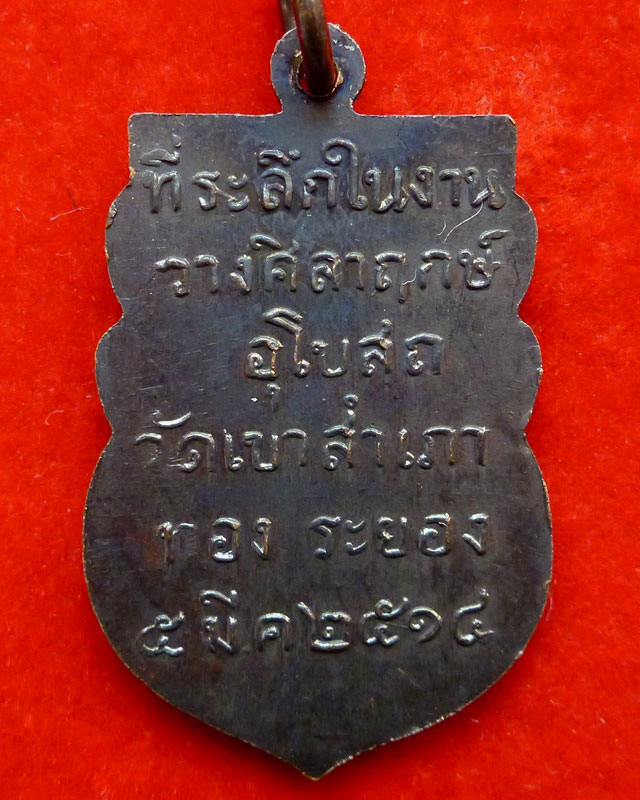 ที่ระลึกในงาน
วางศิลาฤกษ์
อุโบสถ
วัดเขาสำเภา
ทอง ระยอง
๕ มี ค ๒๕๑๔